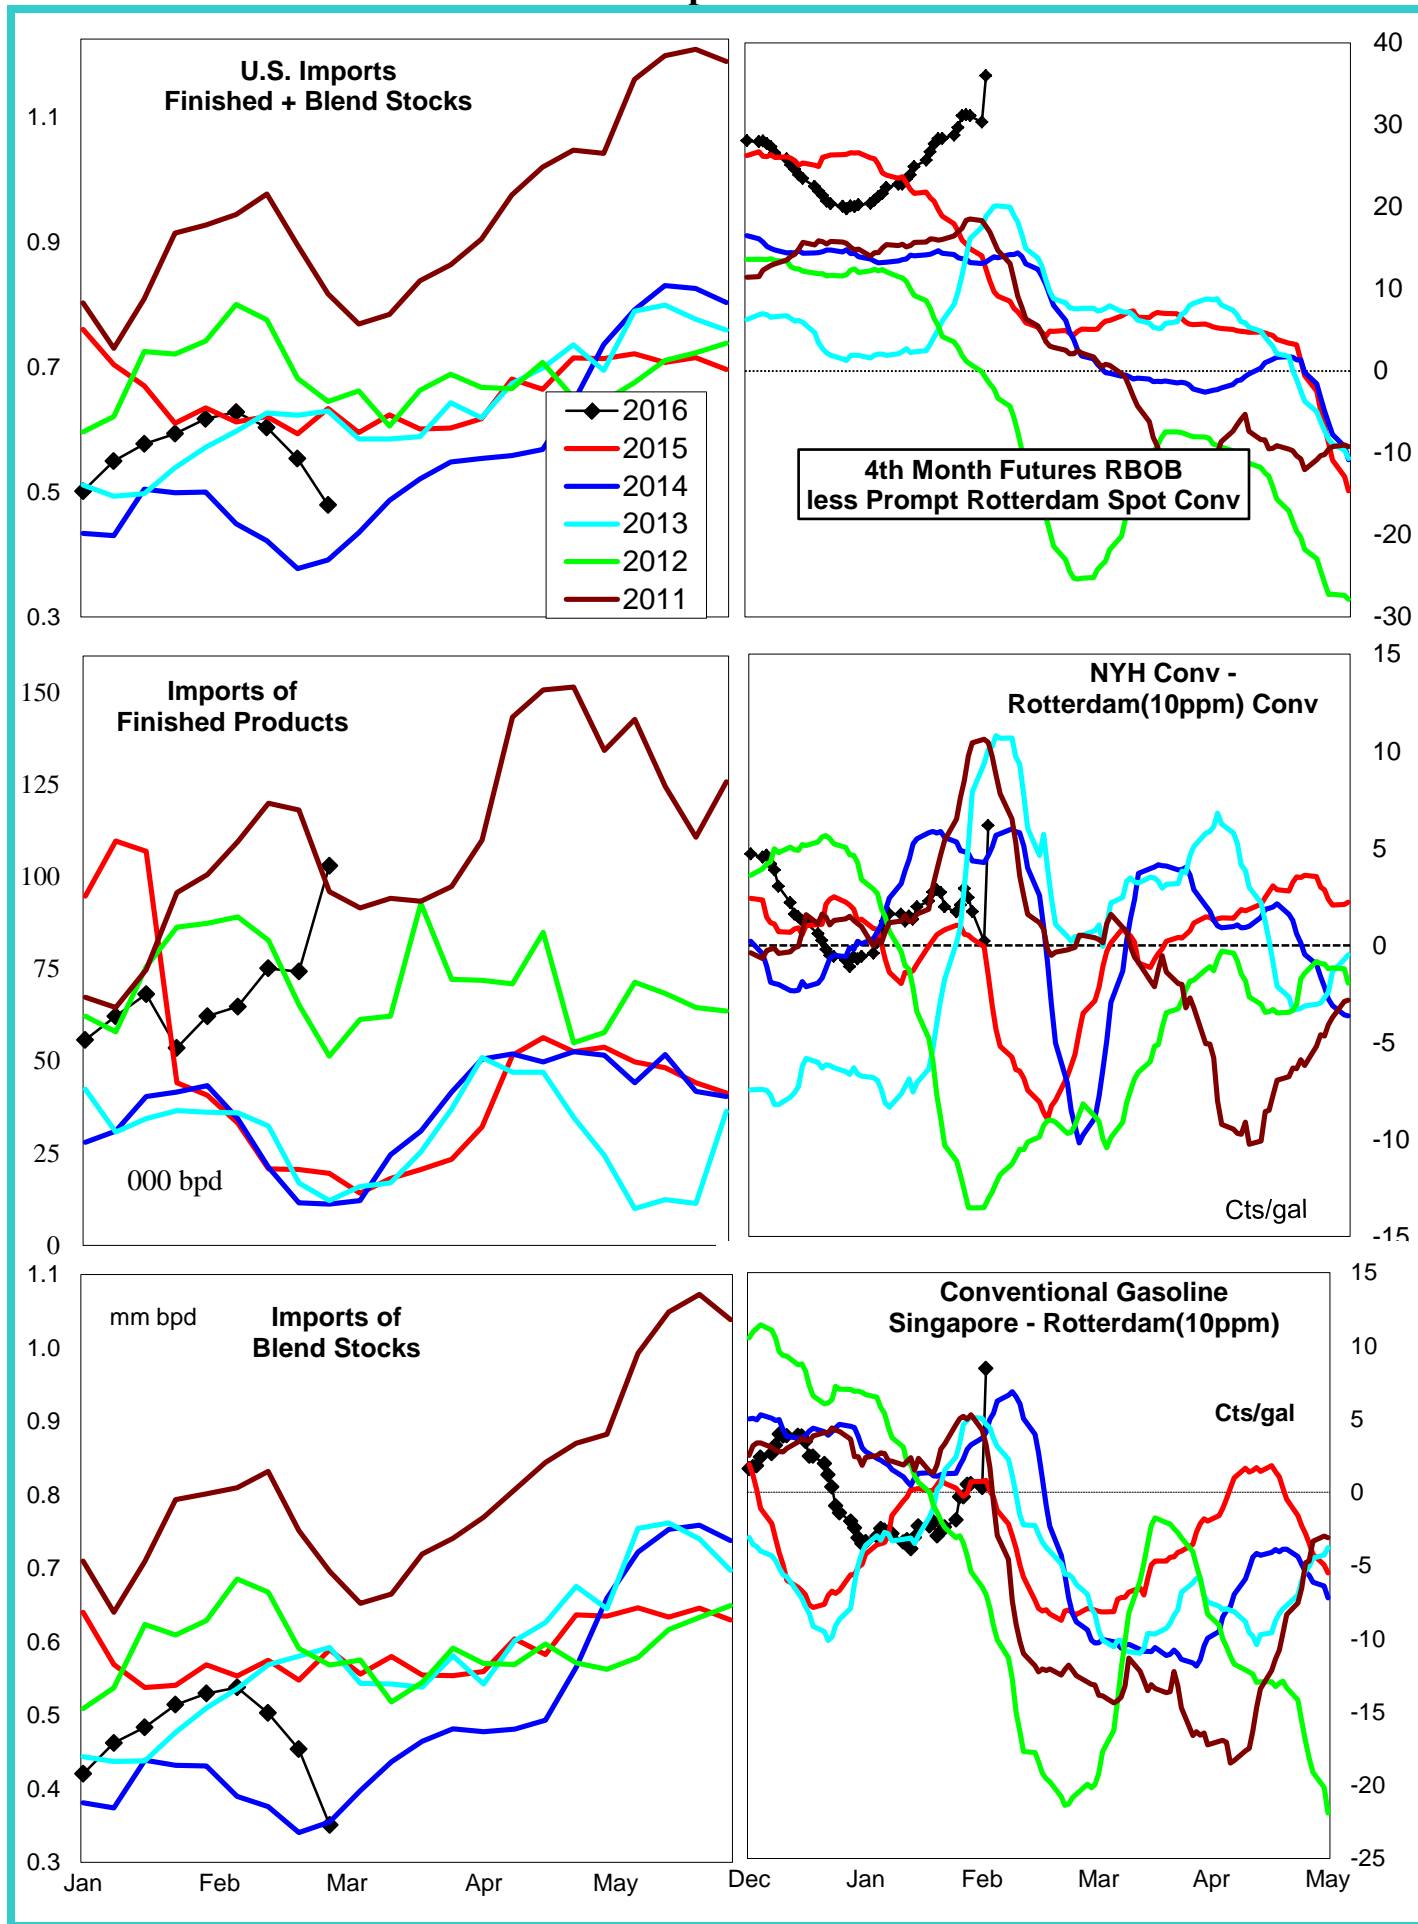 U.S. Imports
Finished + Blend Stocks
1.1
0.9
0.7
0.5
0.3
2016
2015
2014
2013
2012
2011
40
30
20
10
0
-10
-20
-30
4th Month Futures RBOB
less Prompt Rotterdam Spot Conv
Imports of
Finished Products
150
125
100
75
50
25
0
000 bpd
NYH Conv -
Rotterdam(10ppm) Conv
15
10
5
0
-5
-10
-15
Cts/gal
1.1
1.0
0.9
0.8
0.7
0.6
0.5
0.4
0.3
mm bpd
Imports of
Blend Stocks
Jan
Feb
Mar
Apr
May
Conventional Gasoline
Singapore - Rotterdam(10ppm)
Cts/gal
15
10
5
0
-5
-10
-15
-20
-25
Dec
Jan
Feb
Mar
Apr
May